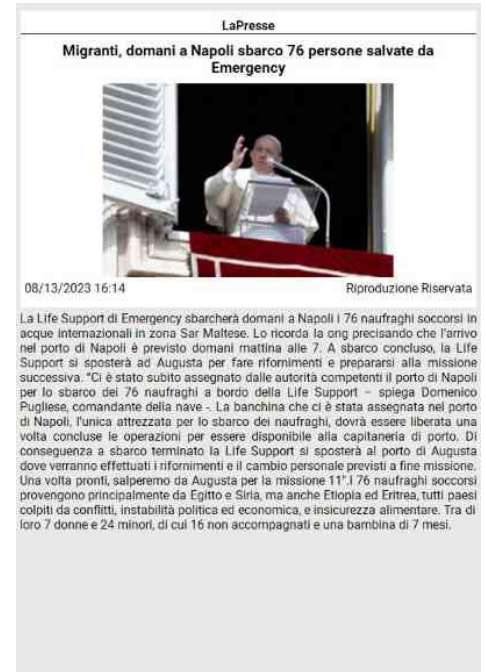 LaPresse
Migranti, domani a Napoli sbarco 76 persone salvate da
Emergency
08/13/2023 16:14 Riproduzione Riservata
La Life Support di Emergency sbarcherà domani a Napoli i 76 naufraghi soccorsi in
acque internazionali in zona Sar Maltese. Lo ricorda la ong precisando che l'arrivo
nel porto di Napoli è previsto domani mattina alle 7. A sbarco concluso, la Life
Support si sposterà ad Augusta per fare rifornimenti e prepararsi alla missione
successiva. "Ci è stato subito assegnato dalle autorità competenti il porto di Napoli
per lo sbarco dei 76 naufraghi a bordo della Life Support – spiega Domenico
Pugliese, comandante della nave -. La banchina che ci è stata assegnata nel porto
di Napoli, l'unica attrezzata per lo sbarco dei naufraghi, dovrà essere liberata una
volta concluse le operazioni per essere disponibile alla capitaneria di porto. Di
conseguenza a sbarco terminato la Life Support si sposterà al porto di Augusta
dove verranno effettuati i rifornimenti e il cambio personale previsti a fine missione.
Una volta pronti, salperemo da Augusta per la missione 11".I 76 naufraghi soccorsi
provengono principalmente da Egitto e Siria, ma anche Etiopia ed Eritrea, tutti paesi
colpiti da conflitti, instabilità politica ed economica, e insicurezza alimentare. Tra di
loro 7 donne e 24 minori, di cui 16 non accompagnati e una bambina di 7 mesi.